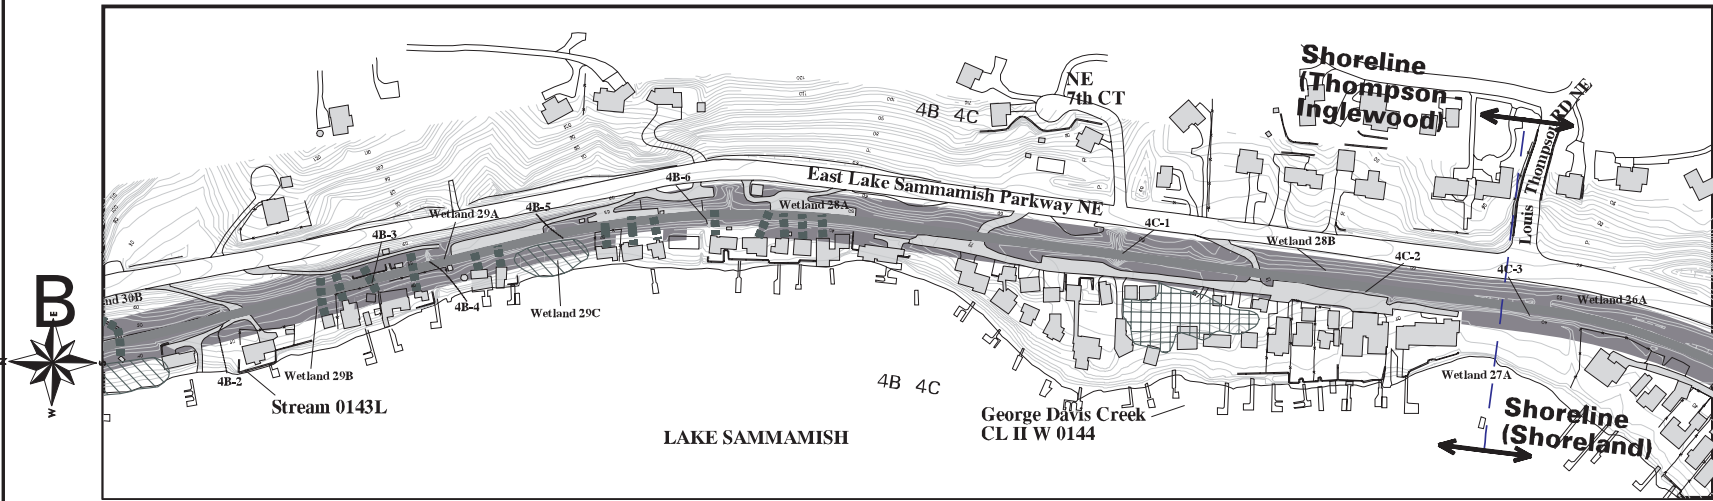 Shoreline
(Thompson-
Inglewood)
NE
7th CT
4B 4C
Louis Thompson RD NE
East Lake Sammamish Parkway NE
4B-6
Wetland 28A
4B-5
Wetland 29A
4B-3
4C-1
Wetland 28B
4C-2
4C-3
Wetland 26A
nd 30B
B
E
W
4B-4
Wetland 29C
4B-2
Wetland 29B
Stream 0143L
Wetland 27A
4B 4C
George Davis Creek
CL II W 0144
LAKE SAMMAMISH
Shoreline
(Shoreland)